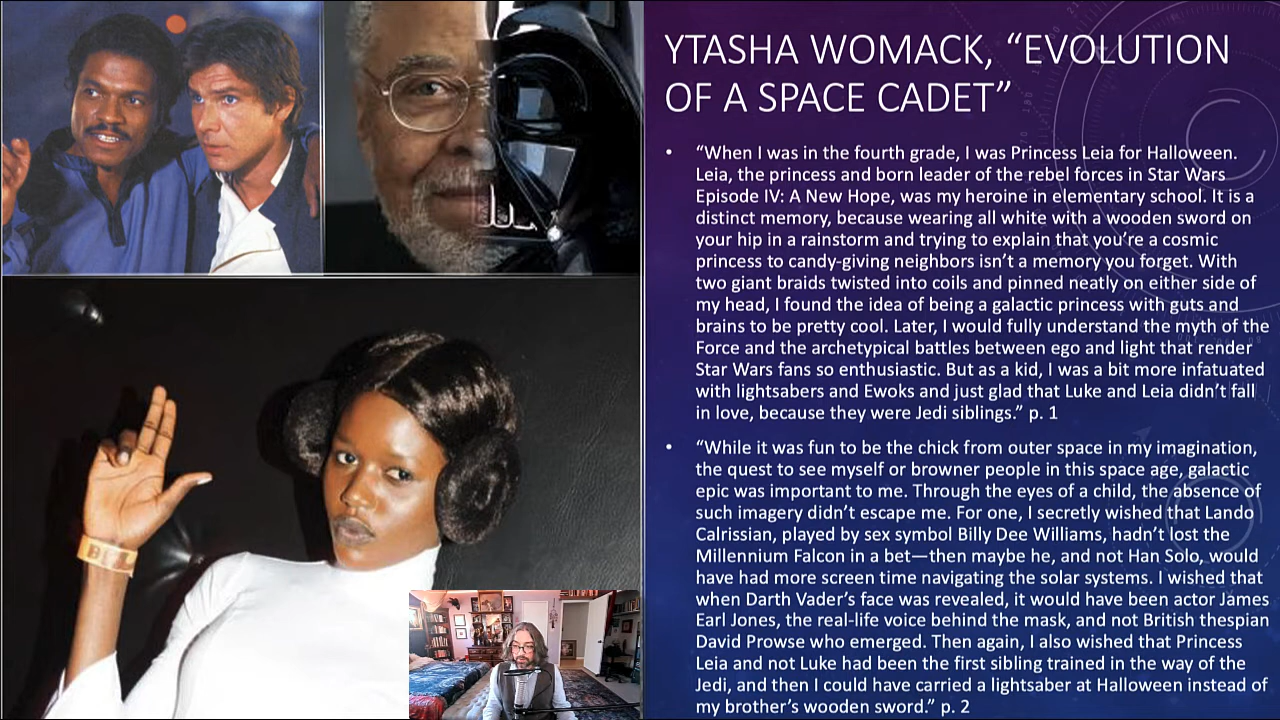 YTASHA WOMACK, “EVOLUTION
OF A SPACE CADET”
• “When I was in the fourth grade, I was Princess Leia for Halloween.
Leia, the princess and born leader of the rebel forces in Star Wars
Episode IV: A New Hope, was my heroine in elementary school. It is a
distinct memory, because wearing all white with a wooden sword on
your hip in a rainstorm and trying to explain that you’re a cosmic
princess to candy-giving neighbors isn’t a memory you forget. With
two giant braids twisted into coils and pinned neatly on either side of
my head, I found the idea of being a galactic princess with guts and
brains to be pretty cool. Later, I would fully understand the myth of the
Force and the archetypical battles between ego and light that render
Star Wars fans so enthusiastic. But as a kid, I was a bit more infatuated
with lightsabers and Ewoks and just glad that Luke and Leia didn’t fall
in love, because they were Jedi siblings.” p. 1
• “While it was fun to be the chick from outer space in my imagination,
the quest to see myself or browner people in this space age, galactic
epic was important to me. Through the eyes of a child, the absence of
such imagery didn’t escape me. For one, I secretly wished that Lando
Calrissian, played by sex symbol Billy Dee Williams, hadn’t lost the
Millennium Falcon in a bet—then maybe he, and not Han Solo, would
have had more screen time navigating the solar systems. I wished that
when Darth Vader’s face was revealed, it would have been actor James
Earl Jones, the real-life voice behind the mask, and not British thespian
David Prowse who emerged. Then again, I also wished that Princess
Leia and not Luke had been the first sibling trained in the way of the
Jedi, and then I could have carried a lightsaber at Halloween instead of
my brother’s wooden sword.” p. 2